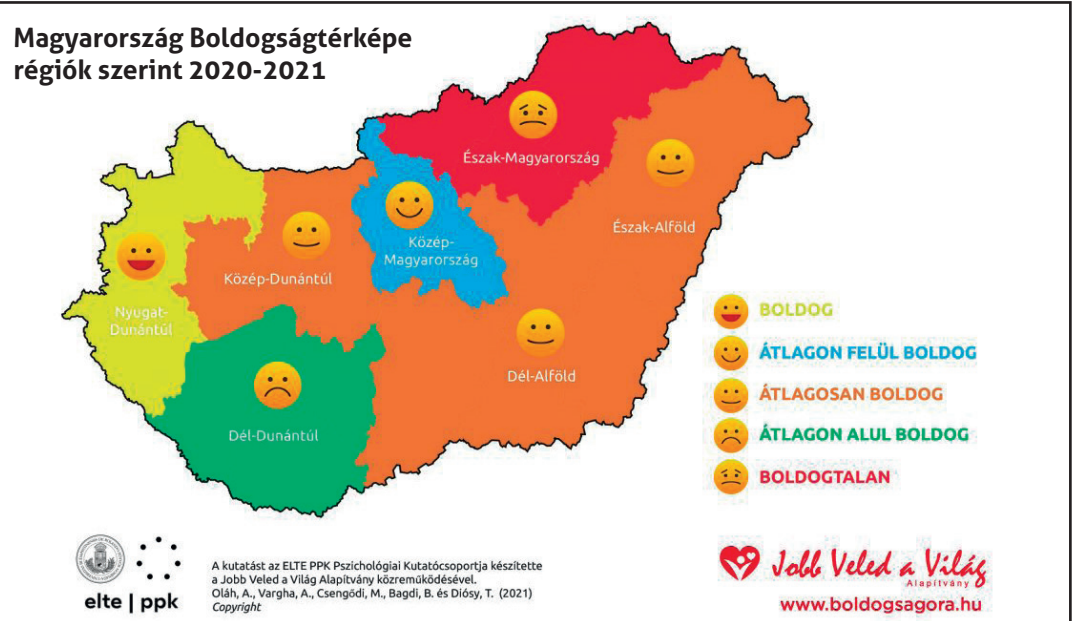 Magyarország Boldogságtérképe
régiók szerint 2020-2021
Észak-Magyarország
Észak-Alföld
Közép-
Magyarország
Közép-Dunántúl
Nyugat-
Dunántúl
Dél-Alföld
Dél-Dunántúl
BOLDOG
ÁTLAGON FELÜL BOLDOG
ÁTLAGOSAN BOLDOG
ÁTLAGON ALUL BOLDOG
BOLDOGTALAN
elte | ppk
A kutatást az ELTE PPK Pszichológiai Kutatócsoportja készítette
a Jobb Veled a Világ Alapítvány közreműködésével.
Oláh, A., Vargha, A., Csengődi, M., Bagdi, B. és Diósy, T. (2021)
Copyright
Jobb Veled a Világ
Alapítvány
www.boldogsagora.hu